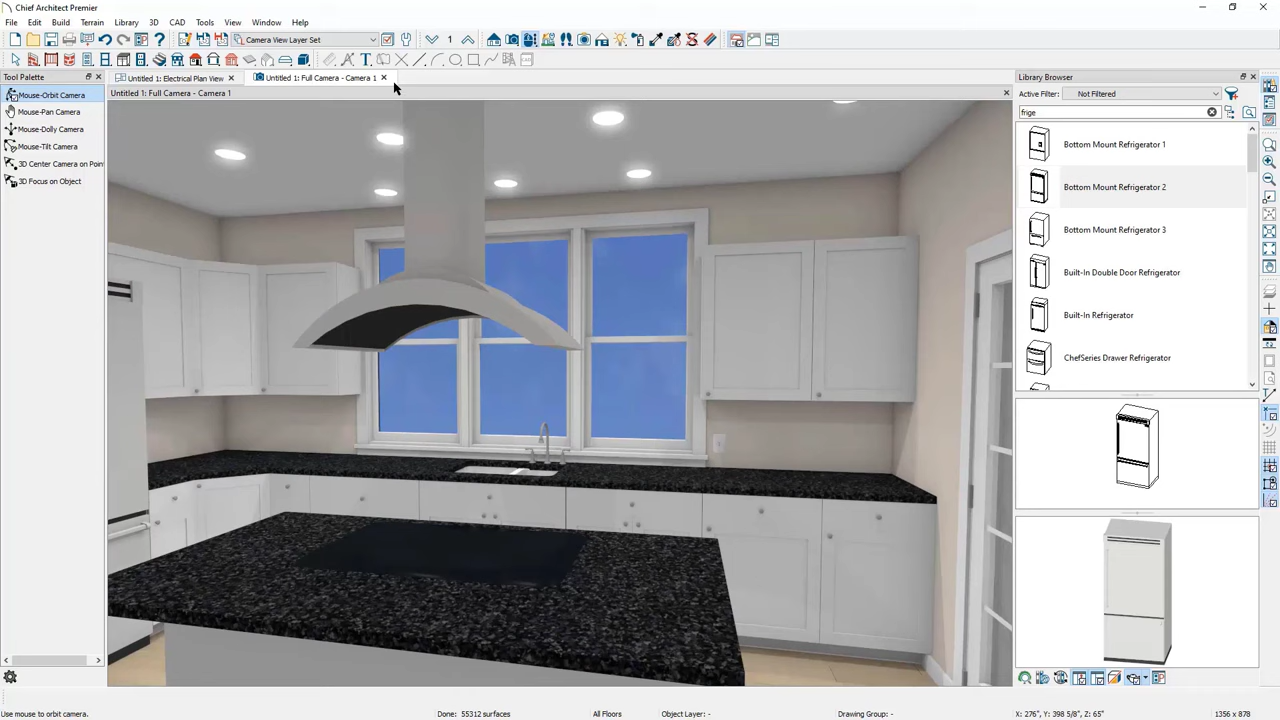 Chief Architect Premier
File Edit Build Terrain Library 3D CAD Tools View Window Help
Camera View Layer Set
1
Tool Palette
Untitled 1: Electrical Plan View
Untitled 1: Full Camera - Camera 1
Library Browser
Mouse-Orbit Camera
Untitled 1: Full Camera - Camera 1
Active Filter:
Not Filtered
Mouse-Pan Camera
frige
Mouse-Dolly Camera
Mouse-Tilt Camera
Bottom Mount Refrigerator 1
3D Center Camera on Poin
3D Focus on Object
Bottom Mount Refrigerator 2
Bottom Mount Refrigerator 3
Built-In Double Door Refrigerator
Built-In Refrigerator
ChefSeries Drawer Refrigerator
Use mouse to orbit camera.
Done: 55312 surfaces
All Floors
Object Layer: -
Drawing Group: -
X: 276", Y: 398 5/8", Z: 65"
1356 x 878